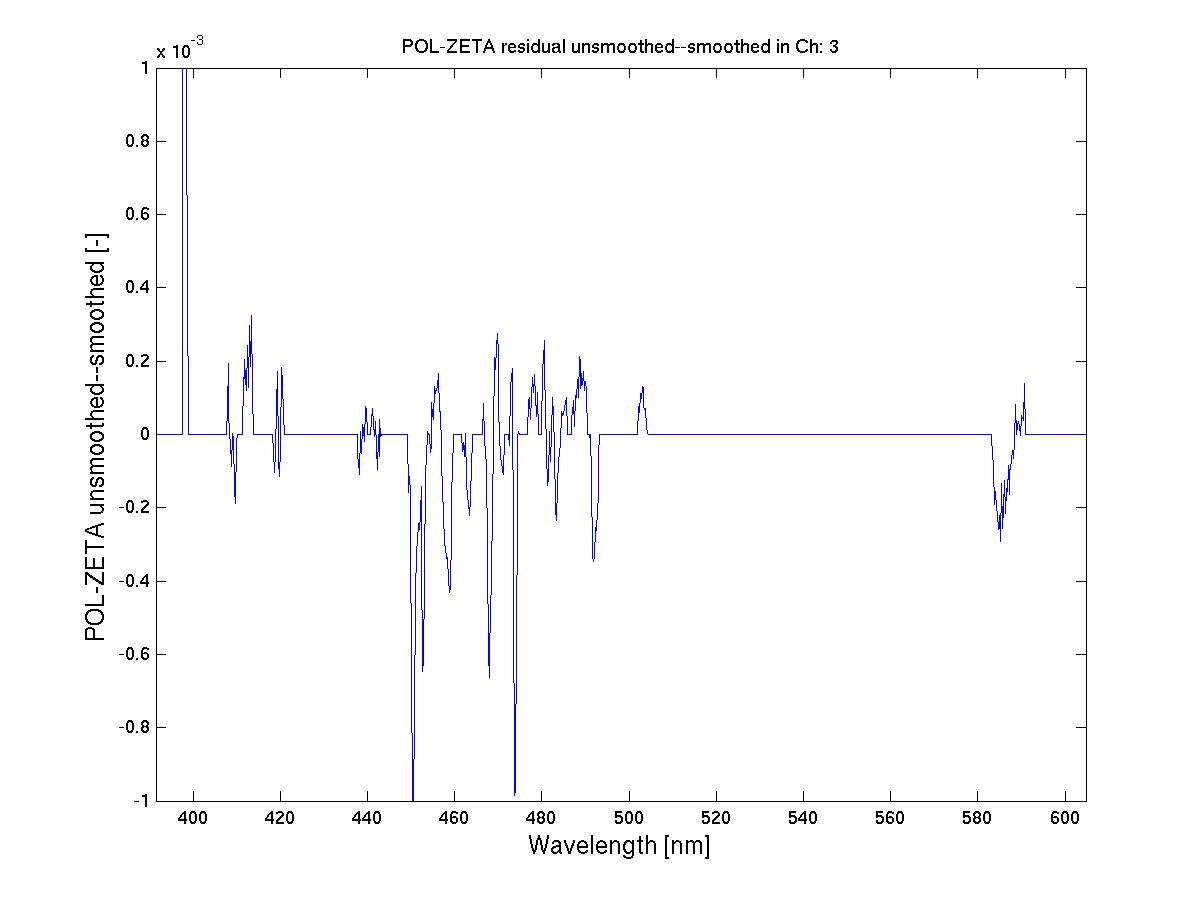 POL-ZETA residual unsmoothed--smoothed in Ch: 3
x 10^-3
1
0.8
0.6
0.4
0.2
0
-0.2
-0.4
-0.6
-0.8
-1
POL-ZETA unsmoothed--smoothed [-]
400 420 440 460 480 500 520 540 560 580 600
Wavelength [nm]